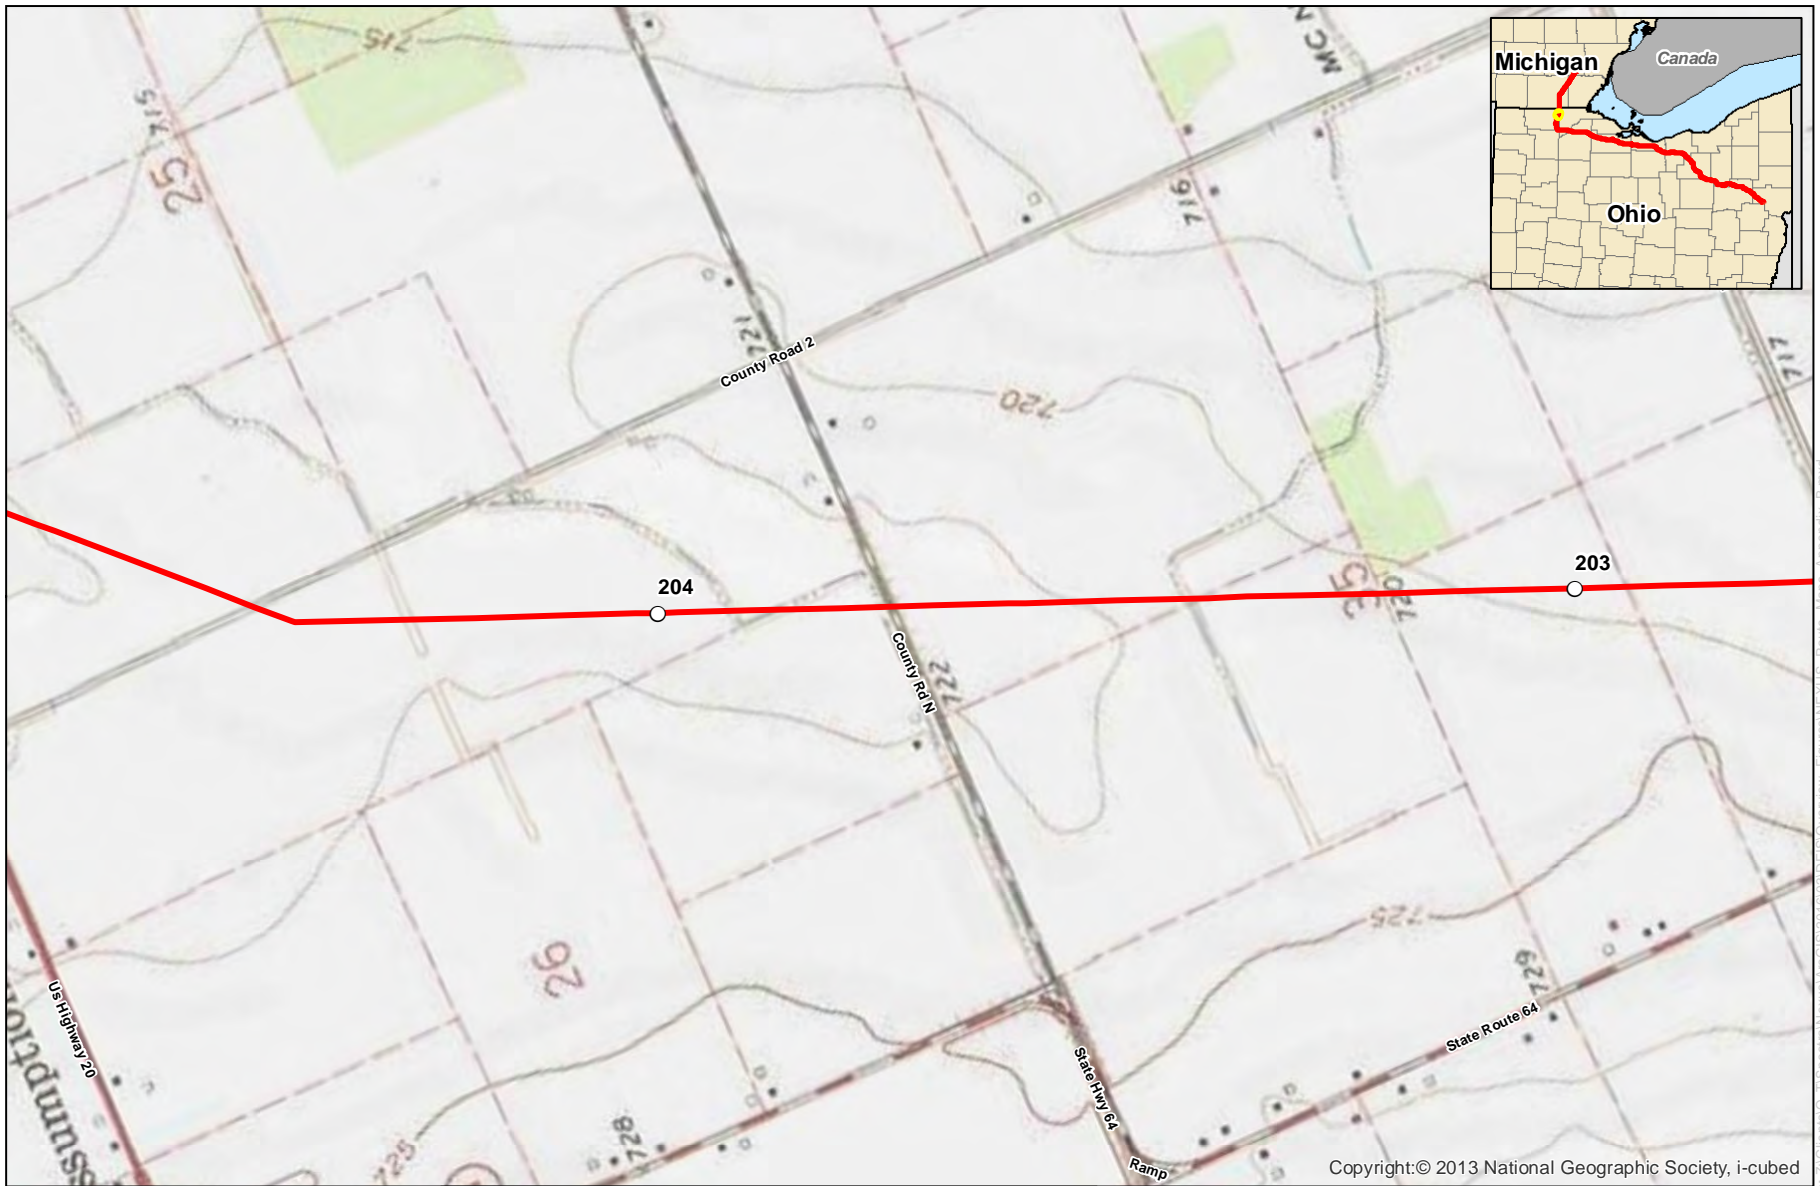 715
MC N
Michigan
Canada
Ohio
715
25
716
721
County Road 2
720
717
204
203
35
720
County Rd N
722
725
26
729
Us Highway 20
State Route 64
State Hwy 64
728
725
ssumption
Ramp
Copyright:© 2013 National Geographic Society, i-cubed